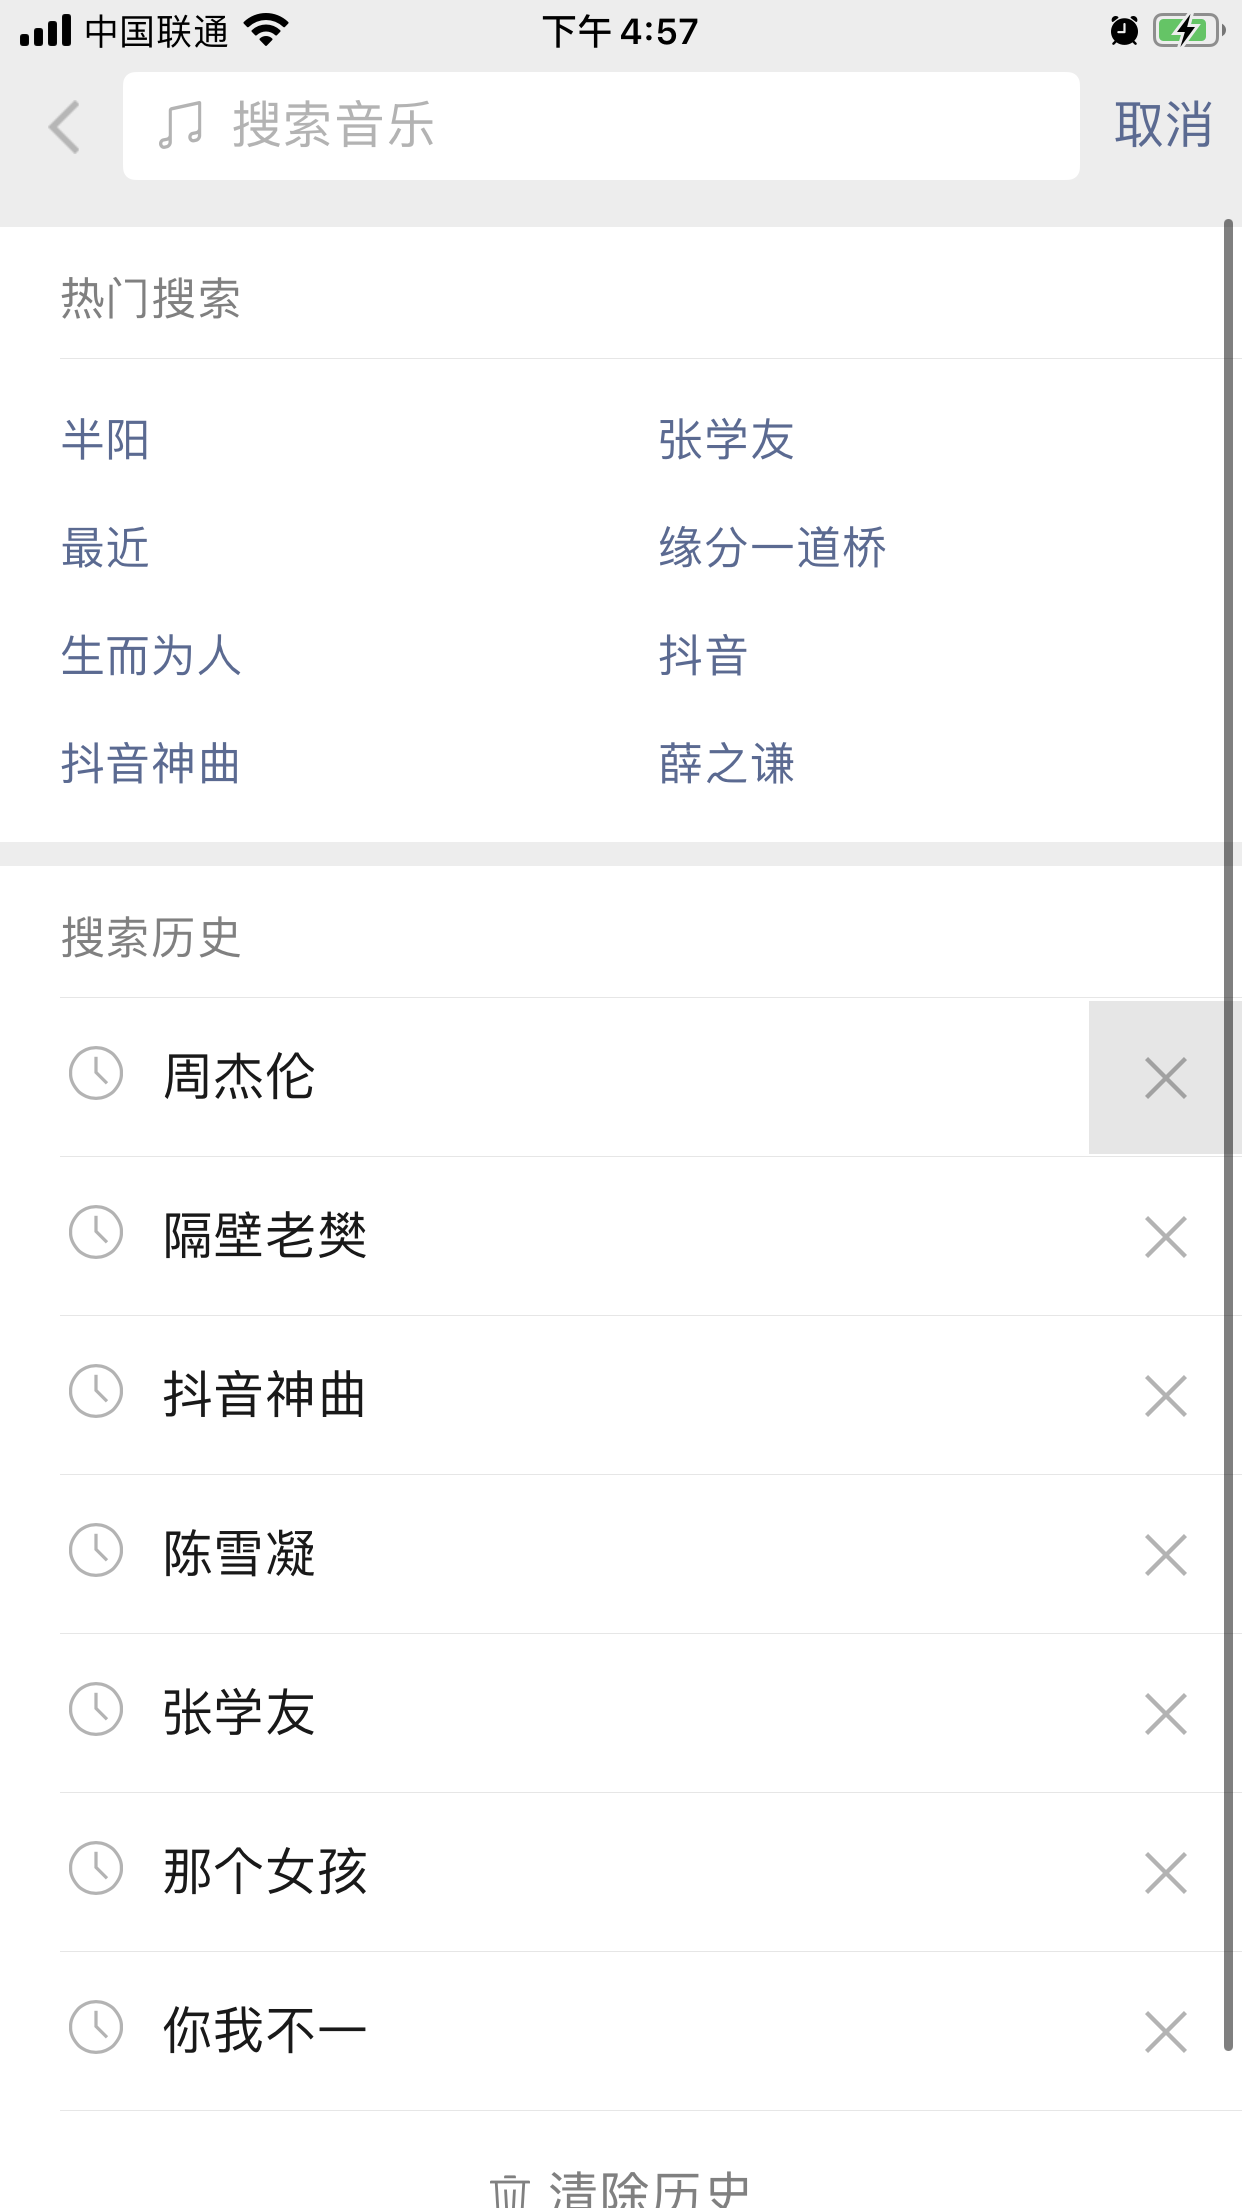 中国联通 下午 4:57
搜索音乐 取消
热门搜索
半阳 张学友
最近 缘分一道桥
生而为人 抖音
抖音神曲 薛之谦
搜索历史
周杰伦
隔壁老樊
抖音神曲
陈雪凝
张学友
那个女孩
你我不一
清除历史